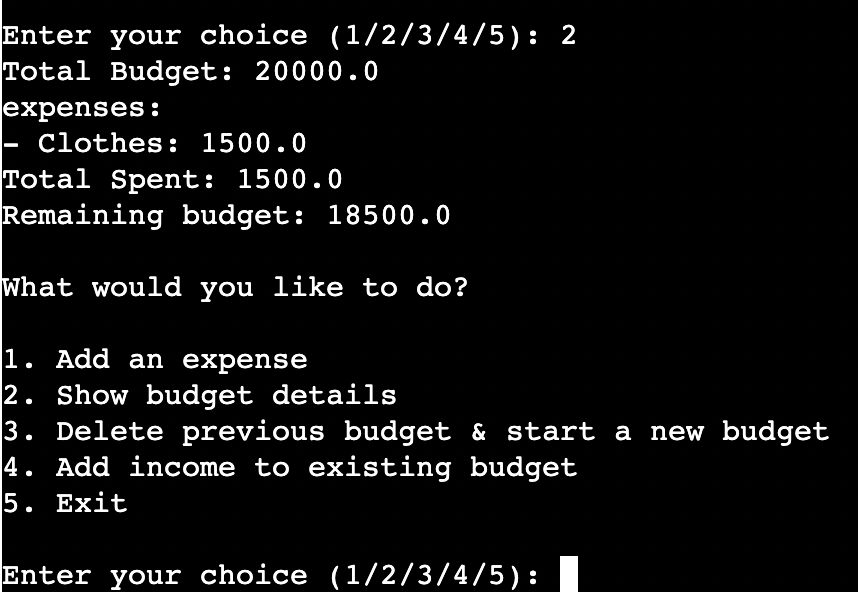 Enter your choice (1/2/3/4/5): 2
Total Budget: 20000.0
expenses:
- Clothes: 1500.0
Total Spent: 1500.0
Remaining budget: 18500.0
What would you like to do?
1. Add an expense
2. Show budget details
3. Delete previous budget & start a new budget
4. Add income to existing budget
5. Exit
Enter your choice (1/2/3/4/5):